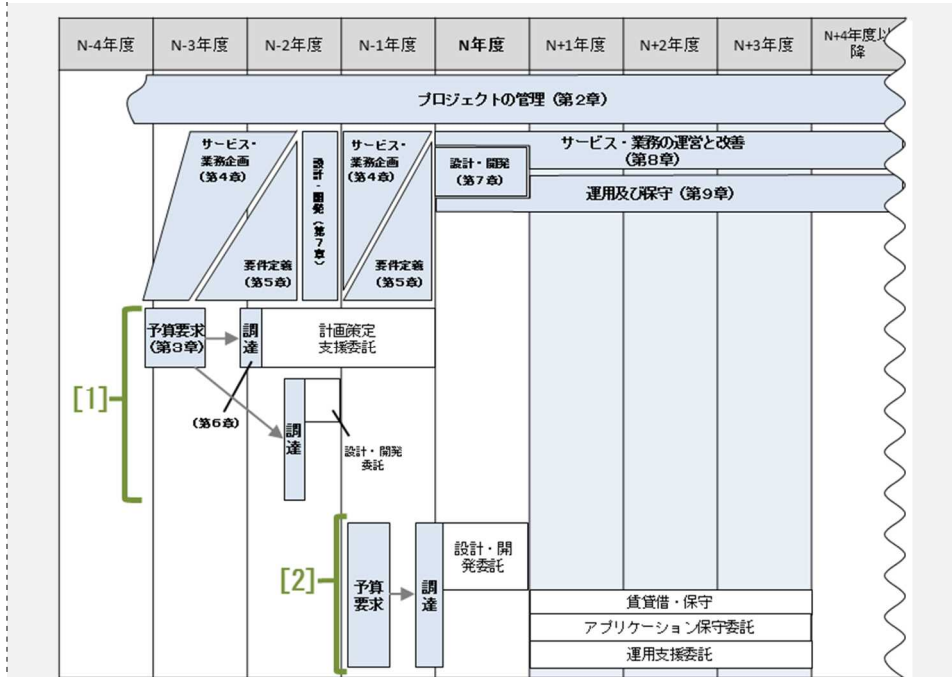 N-4年度
N-3年度
N-2年度
N-1年度
N年度
N+1年度
N+2年度
N+3年度
N+4年度以
降
プロジェクトの管理（第2章）
サービス・
業務企画
（第4章）
要件定義
（第5章）
設計・開発（第7章）
サービス・
業務企画
（第4章）
要件定義
（第5章）
サービス・業務の運営と改善
（第8章）
設計・開発
（第7章）
運用及び保守（第9章）
[1]
予算要求
（第3章）
調達
計画策定
支援委託
（第6章）
調達
設計・開発
委託
[2]
予算
要求
調達
設計・開
発委託
賃貸借・保守
アプリケーション保守委託
運用支援委託